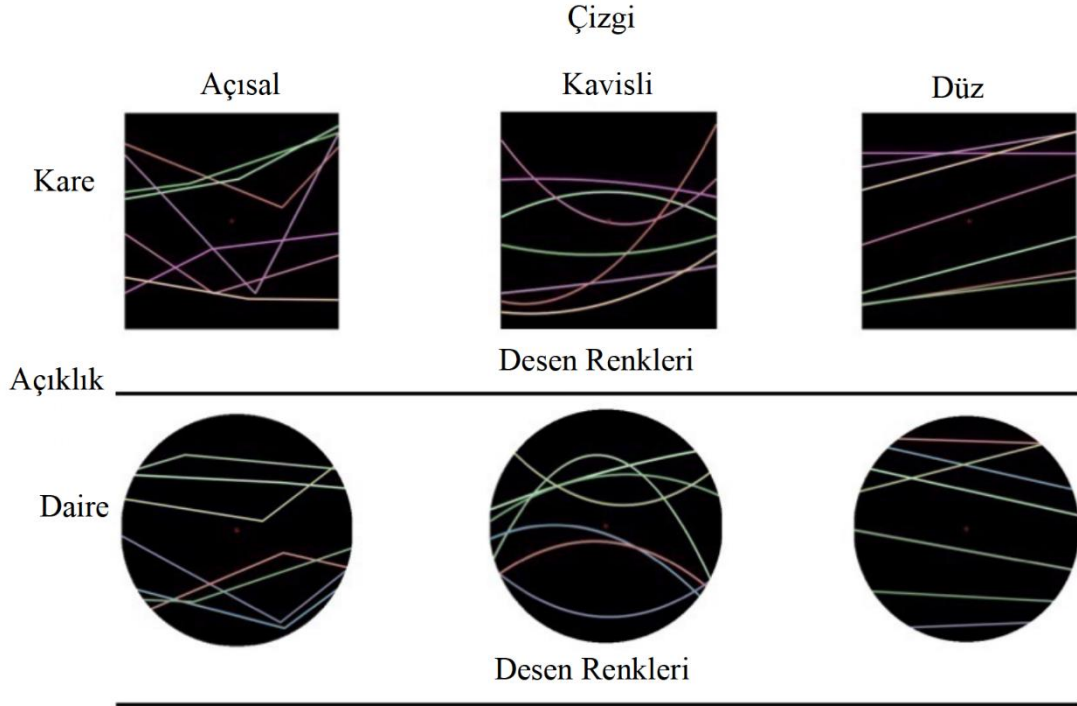 Çizgi
Açısal Kavisli Düz
Kare
Desen Renkleri
Açıklık
Daire
Desen Renkleri